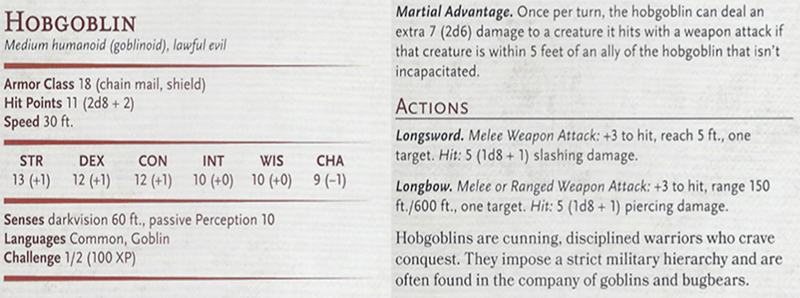 HOBGOBLIN
Medium humanoid (goblinoid), lawful evil
Armor Class 18 (chain mail, shield)
Hit Points 11 (2d8 + 2)
Speed 30 ft.
STR DEX CON INT WIS CHA
13 (+1) 12 (+1) 12 (+1) 10 (+0) 10 (+0) 9 (−1)
Senses darkvision 60 ft., passive Perception 10
Languages Common, Goblin
Challenge 1/2 (100 XP)
Martial Advantage. Once per turn, the hobgoblin can deal an
extra 7 (2d6) damage to a creature it hits with a weapon attack if
that creature is within 5 feet of an ally of the hobgoblin that isn't
incapacitated.
ACTIONS
Longsword. Melee Weapon Attack: +3 to hit, reach 5 ft., one
target. Hit: 5 (1d8 + 1) slashing damage.
Longbow. Melee or Ranged Weapon Attack: +3 to hit, range 150
ft./600 ft., one target. Hit: 5 (1d8 + 1) piercing damage.
Hobgoblins are cunning, disciplined warriors who crave
conquest. They impose a strict military hierarchy and are
often found in the company of goblins and bugbears.